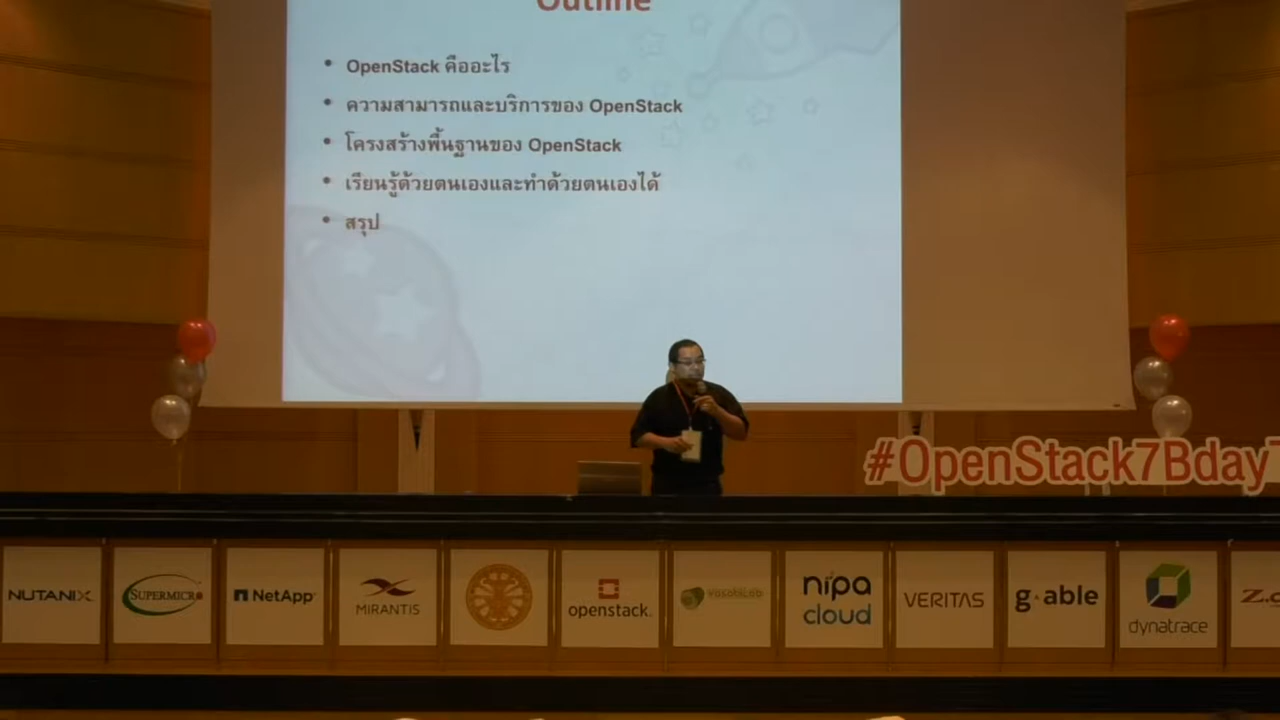 Outline
• OpenStack คืออะไร
• ความสามารถและบริการของ OpenStack
• โครงสร้างพื้นฐานของ OpenStack
• เรียนรู้ด้วยตนเองและทำด้วยตนเองได้
• สรุป
#OpenStack7Bday
NUTANIX
SUPERMICRO
NetApp
MIRANTIS
openstack.
VasabiLab
nipa
cloud
VERITAS
g·able
dynatrace